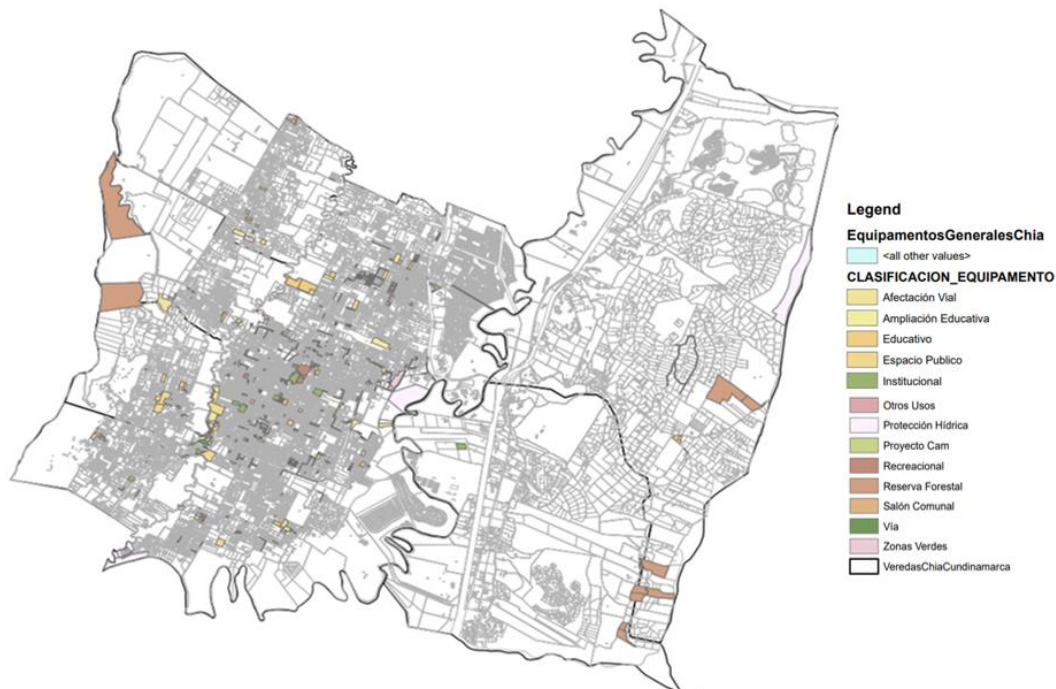 Legend
EquipamentosGeneralesChia
<all other values>
CLASIFICACION_EQUIPAMENTO
Afectación Vial
Ampliación Educativa
Educativo
Espacio Publico
Institucional
Otros Usos
Protección Hídrica
Proyecto Cam
Recreacional
Reserva Forestal
Salón Comunal
Vía
Zonas Verdes
VeredasChiaCundinamarca